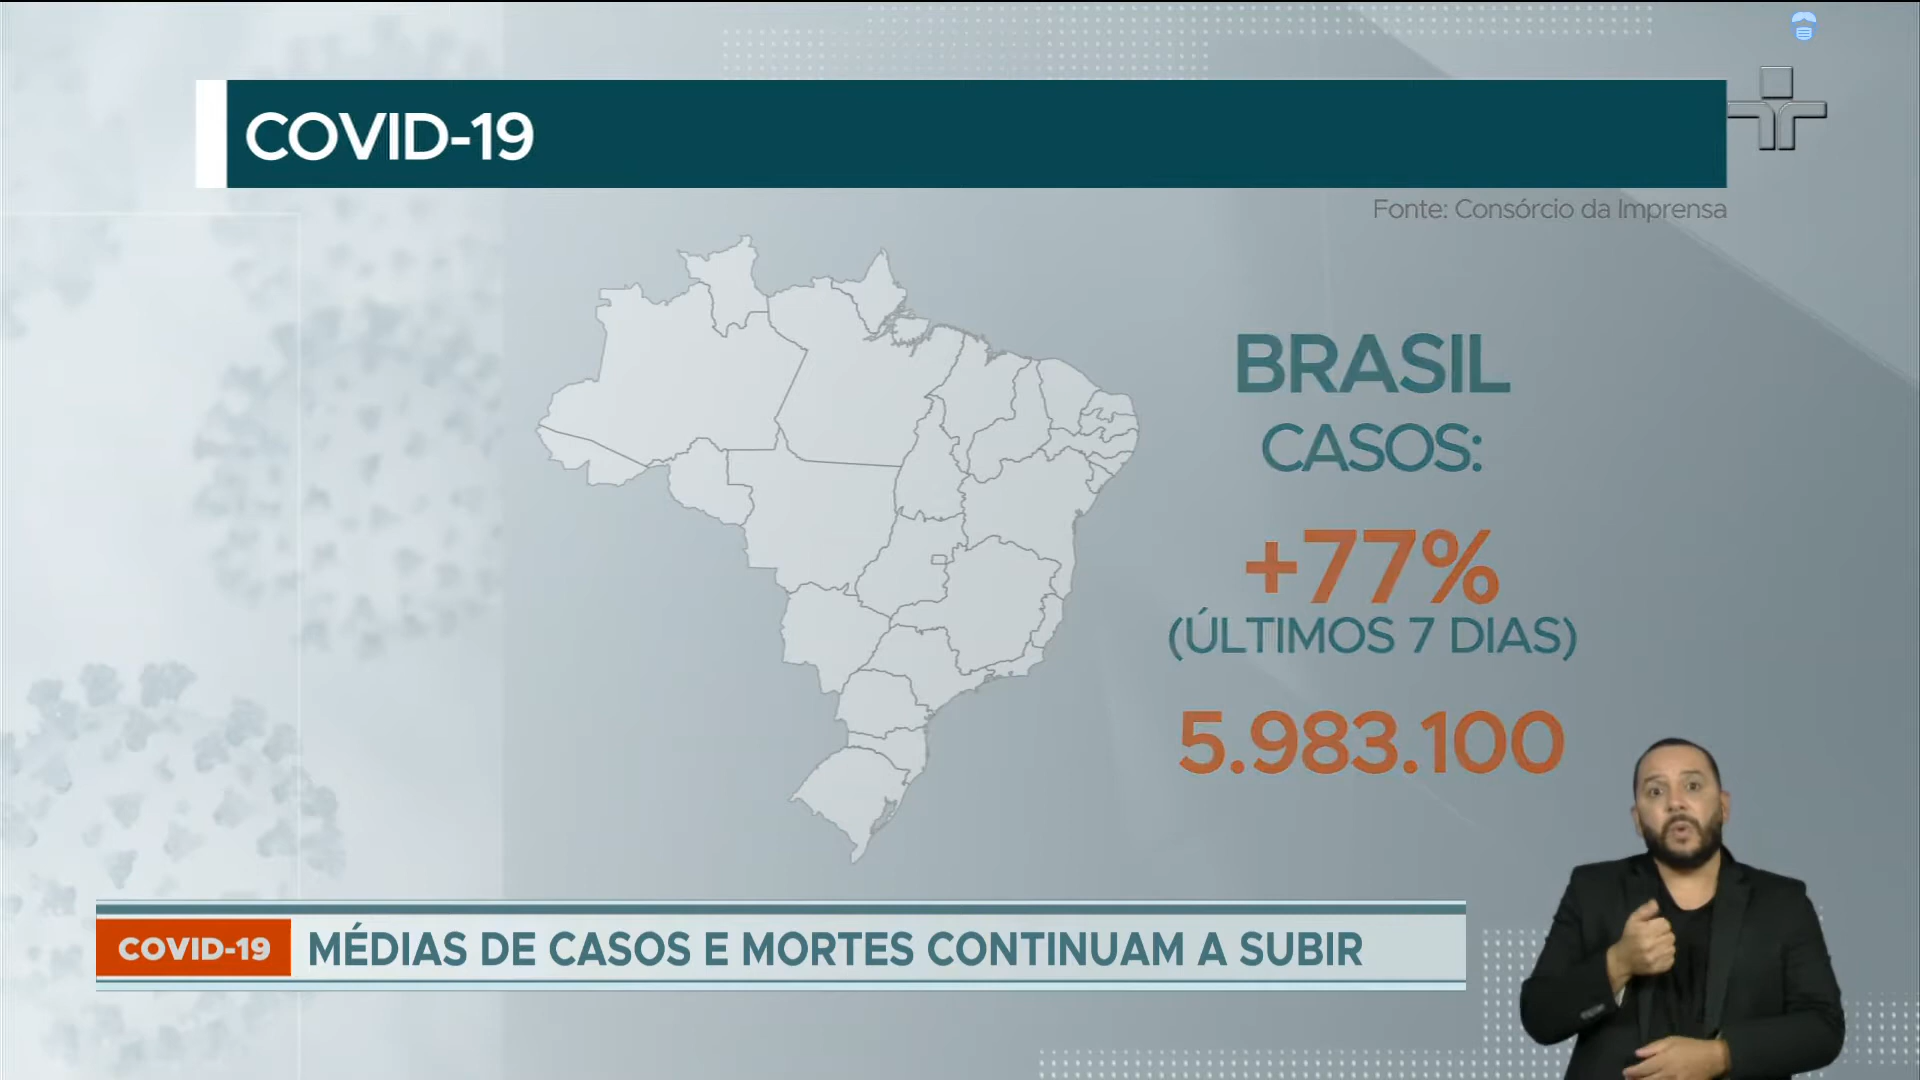 COVID-19
Fonte: Consórcio da Imprensa
BRASIL
CASOS:
+77%
(ÚLTIMOS 7 DIAS)
5.983.100
COVID-19 MÉDIAS DE CASOS E MORTES CONTINUAM A SUBIR